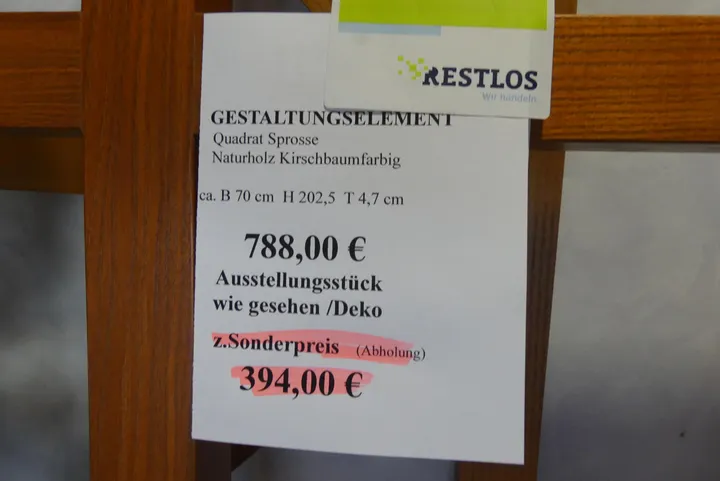 RESTLOS
wir handeln
GESTALTUNGSELEMENT
Quadrat Sprosse
Naturholz Kirschbaumfarbig
ca. B 70 cm H 202,5 T 4,7 cm
788,00 €
Ausstellungsstück
wie gesehen /Deko
z.Sonderpreis (Abholung)
394,00 €